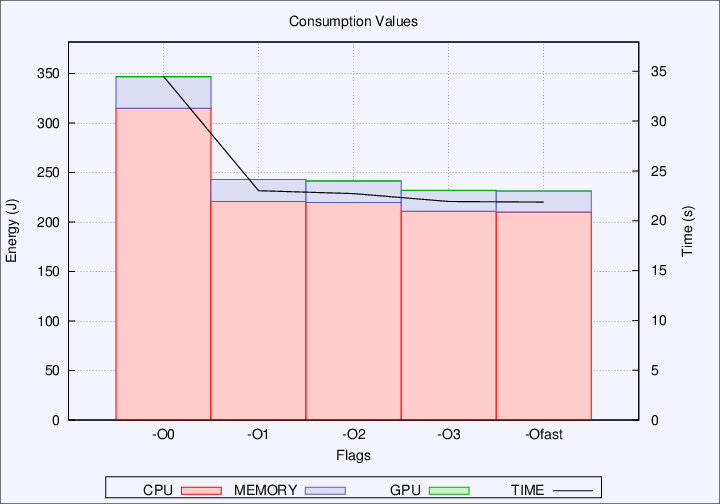 Consumption Values
Energy (J)
350
300
250
200
150
100
50
0
Time (s)
35
30
25
20
15
10
5
0
-O0 -O1 -O2 -O3 -Ofast
Flags
CPU MEMORY GPU TIME